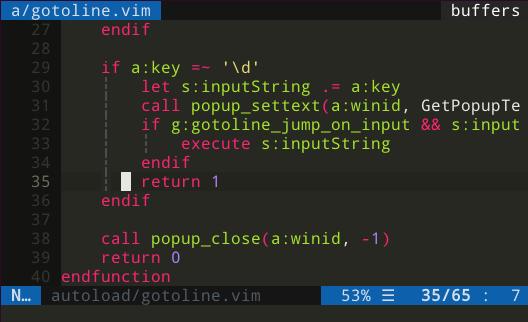 a/gotoline.vim buffers
27     endif
28
29     if a:key =~ '\d'
30     ¦   let s:inputString .= a:key
31     ¦   call popup_settext(a:winid, GetPopupTe
32     ¦   if g:gotoline_jump_on_input && s:input
33     ¦   ¦   execute s:inputString
34     ¦   endif
35     ¦   return 1
36     endif
37
38     call popup_close(a:winid, -1)
39     return 0
40 endfunction
N… autoload/gotoline.vim 53% ☰ 35/65 : 7